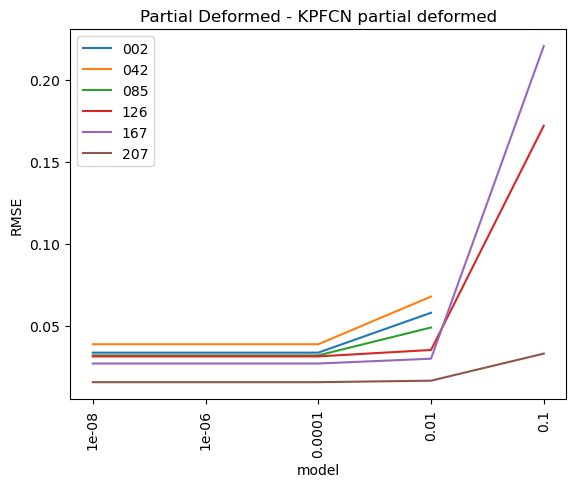 Partial Deformed - KPFCN partial deformed
002
042
085
126
167
207
RMSE
0.20
0.15
0.10
0.05
1e-08
1e-06
0.0001
0.01
0.1
model